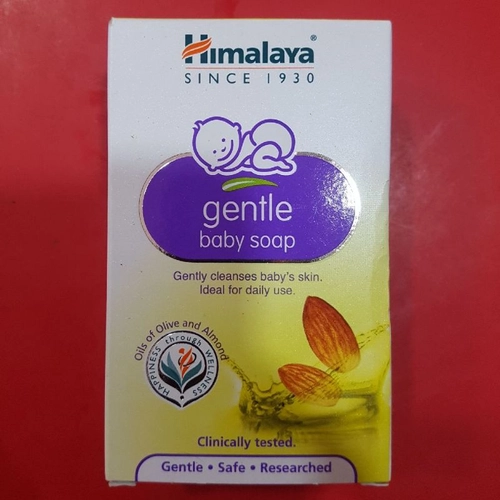 Himalaya®
SINCE 1930
gentle
baby soap
Gently cleanses baby's skin.
Ideal for daily use.
Oils of Olive and Almond
HAPPINESS through WELLNESS
Clinically tested.
Gentle • Safe • Researched